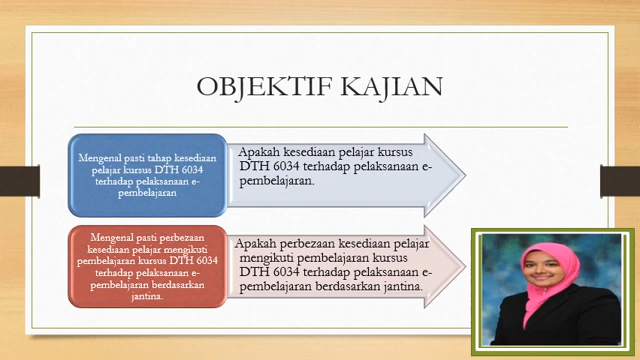 OBJEKTIF KAJIAN
Mengenal pasti tahap kesediaan
pelajar kursus DTH 6034
terhadap pelaksanaan e-
pembelajaran
Apakah kesediaan pelajar kursus
DTH 6034 terhadap pelaksanaan e-
pembelajaran.
Mengenal pasti perbezaan
kesediaan pelajar mengikuti
pembelajaran kursus DTH 6034
terhadap pelaksanaan e-
pembelajaran berdasarkan
jantina.
Apakah perbezaan kesediaan pelajar
mengikuti pembelajaran kursus
DTH 6034 terhadap pelaksanaan e-
pembelajaran berdasarkan jantina.